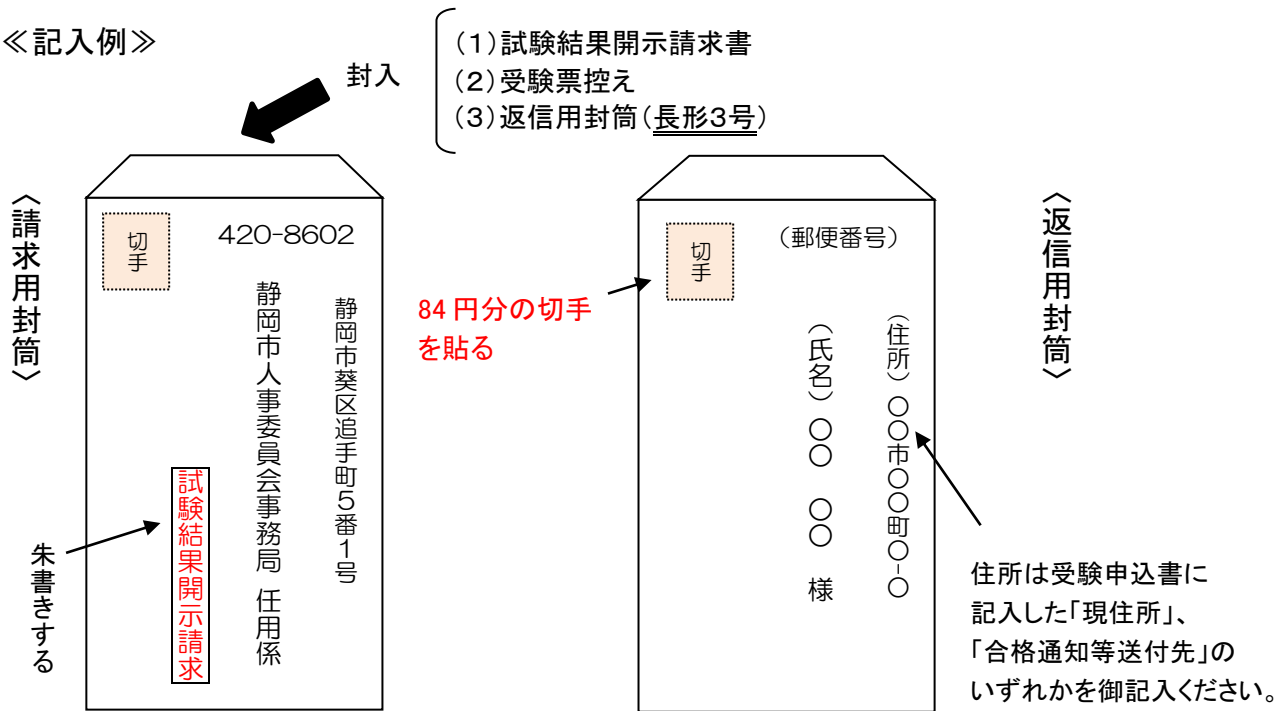 ≪記入例≫
封入
(1)試験結果開示請求書
(2)受験票控え
(3)返信用封筒(長形3号)
〈請求用封筒〉
切手
420-8602
静岡市葵区追手町5番1号
静岡市人事委員会事務局 任用係
試験結果開示請求
朱書きする
84円分の切手
を貼る
〈返信用封筒〉
切手
(郵便番号)
(住所)〇〇市〇〇町〇-〇
(氏名)〇〇 〇〇 様
住所は受験申込書に
記入した「現住所」、
「合格通知等送付先」の
いずれかを御記入ください。